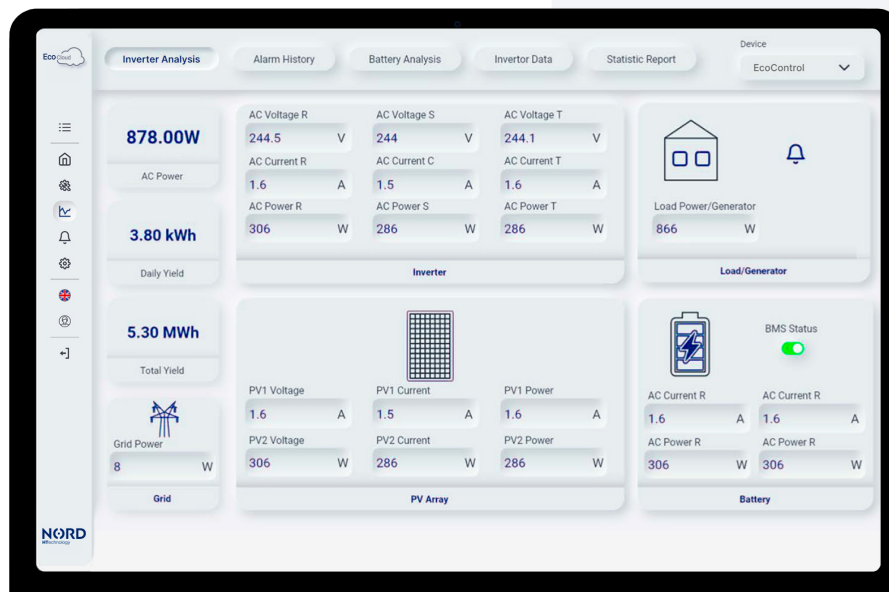 Eco Cloud
Inverter Analysis
Alarm History
Battery Analysis
Invertor Data
Statistic Report
Device
EcoControl
878.00W
AC Power
3.80 kWh
Daily Yield
5.30 MWh
Total Yield
Grid Power
8 W
Grid
AC Voltage R AC Voltage S AC Voltage T
244.5 V 244 V 244.1 V
AC Current R AC Current C AC Current T
1.6 A 1.5 A 1.6 A
AC Power R AC Power S AC Power T
306 W 286 W 286 W
Inverter
Load Power/Generator
866 W
Load/Generator
PV1 Voltage PV1 Current PV1 Power
1.6 A 1.5 A 1.6 A
PV2 Voltage PV2 Current PV2 Power
306 W 286 W 286 W
PV Array
BMS Status
AC Current R AC Current R
1.6 A 1.6 A
AC Power R AC Power R
306 W 306 W
Battery
NORD